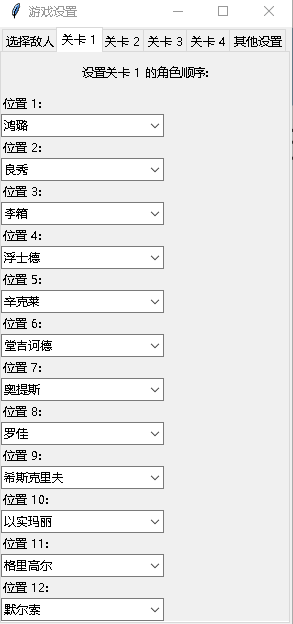 游戏设置
选择敌人 关卡 1 关卡 2 关卡 3 关卡 4 其他设置
设置关卡 1 的角色顺序:
位置 1:
鸿璐
位置 2:
良秀
位置 3:
李箱
位置 4:
浮士德
位置 5:
辛克莱
位置 6:
堂吉诃德
位置 7:
奥提斯
位置 8:
罗佳
位置 9:
希斯克里夫
位置 10:
以实玛丽
位置 11:
格里高尔
位置 12:
默尔索